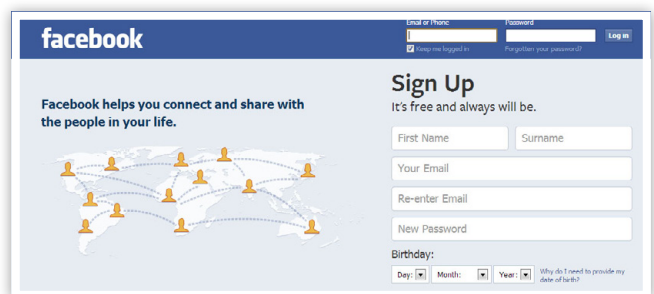 facebook
Email or Phone
Password
Log in
Keep me logged in
Forgotten your password?
Facebook helps you connect and share with
the people in your life.
Sign Up
It's free and always will be.
First Name
Surname
Your Email
Re-enter Email
New Password
Birthday:
Day:
Month:
Year:
Why do I need to provide my
date of birth?